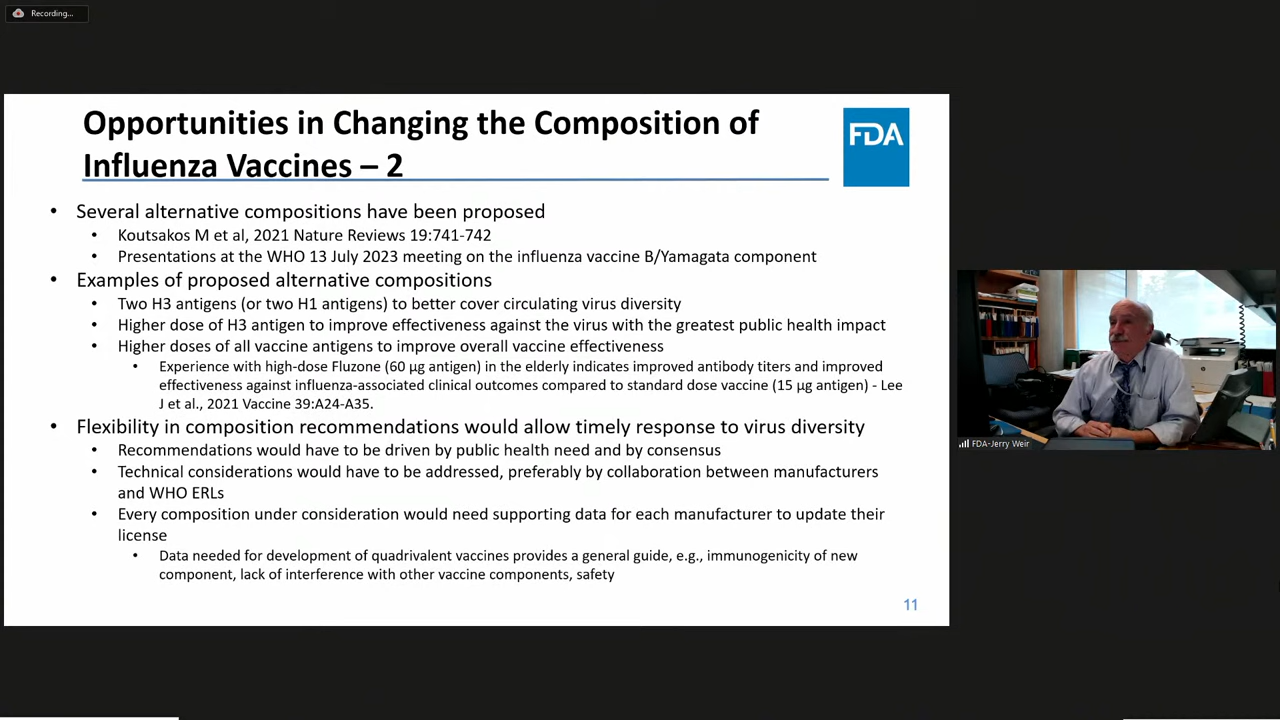 Recording...
Opportunities in Changing the Composition of
Influenza Vaccines – 2
FDA
• Several alternative compositions have been proposed
• Koutsakos M et al, 2021 Nature Reviews 19:741-742
• Presentations at the WHO 13 July 2023 meeting on the influenza vaccine B/Yamagata component
• Examples of proposed alternative compositions
• Two H3 antigens (or two H1 antigens) to better cover circulating virus diversity
• Higher dose of H3 antigen to improve effectiveness against the virus with the greatest public health impact
• Higher doses of all vaccine antigens to improve overall vaccine effectiveness
• Experience with high-dose Fluzone (60 µg antigen) in the elderly indicates improved antibody titers and improved
effectiveness against influenza-associated clinical outcomes compared to standard dose vaccine (15 µg antigen) - Lee
J et al., 2021 Vaccine 39:A24-A35.
• Flexibility in composition recommendations would allow timely response to virus diversity
• Recommendations would have to be driven by public health need and by consensus
• Technical considerations would have to be addressed, preferably by collaboration between manufacturers
and WHO ERLs
• Every composition under consideration would need supporting data for each manufacturer to update their
license
• Data needed for development of quadrivalent vaccines provides a general guide, e.g., immunogenicity of new
component, lack of interference with other vaccine components, safety
11
FDA-Jerry Weir